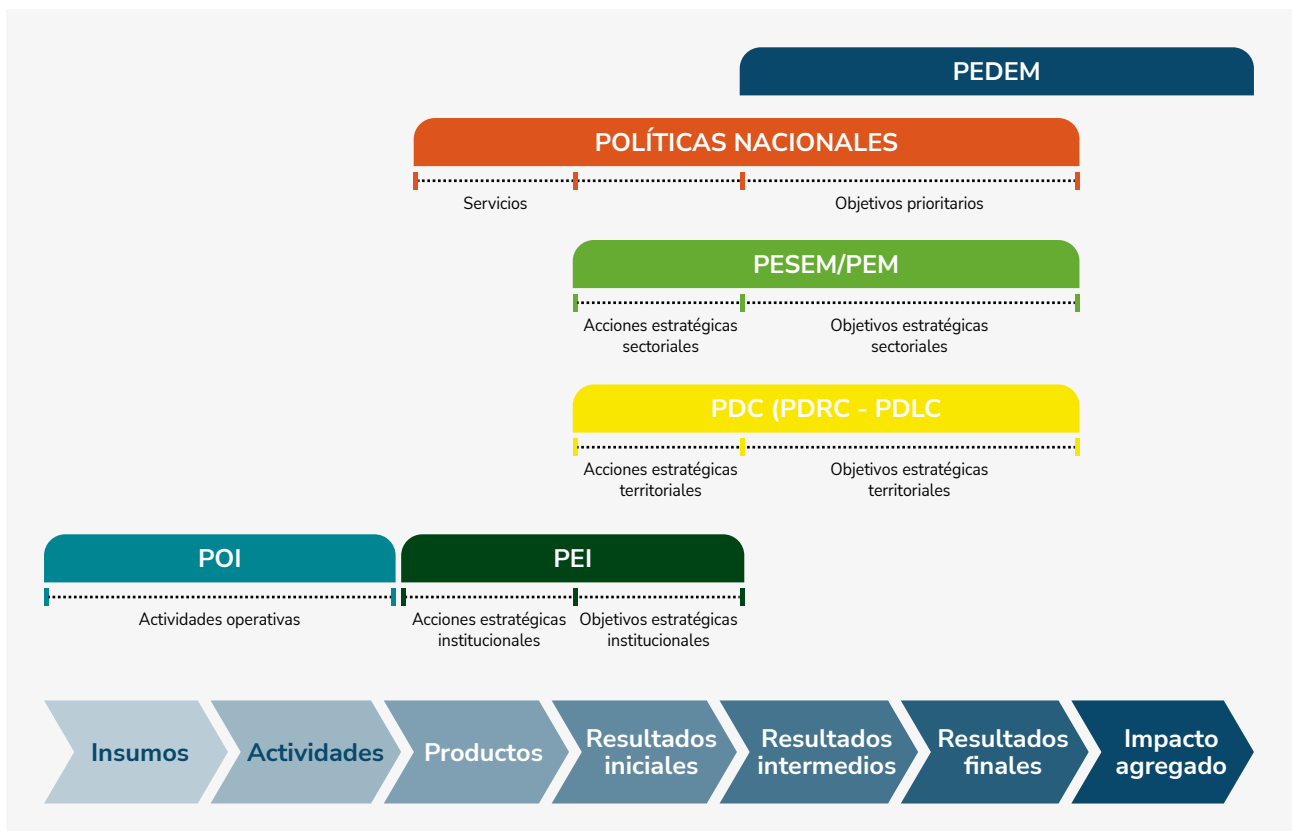 PEDEM
POLÍTICAS NACIONALES
Servicios
Objetivos prioritarios
PESEM/PEM
Acciones estratégicas
sectoriales
Objetivos estratégicas
sectoriales
PDC (PDRC - PDLC
Acciones estratégicas
territoriales
Objetivos estratégicas
territoriales
POI
Actividades operativas
PEI
Acciones estratégicas
institucionales
Objetivos estratégicas
institucionales
Insumos
Actividades
Productos
Resultados
iniciales
Resultados
intermedios
Resultados
finales
Impacto
agregado